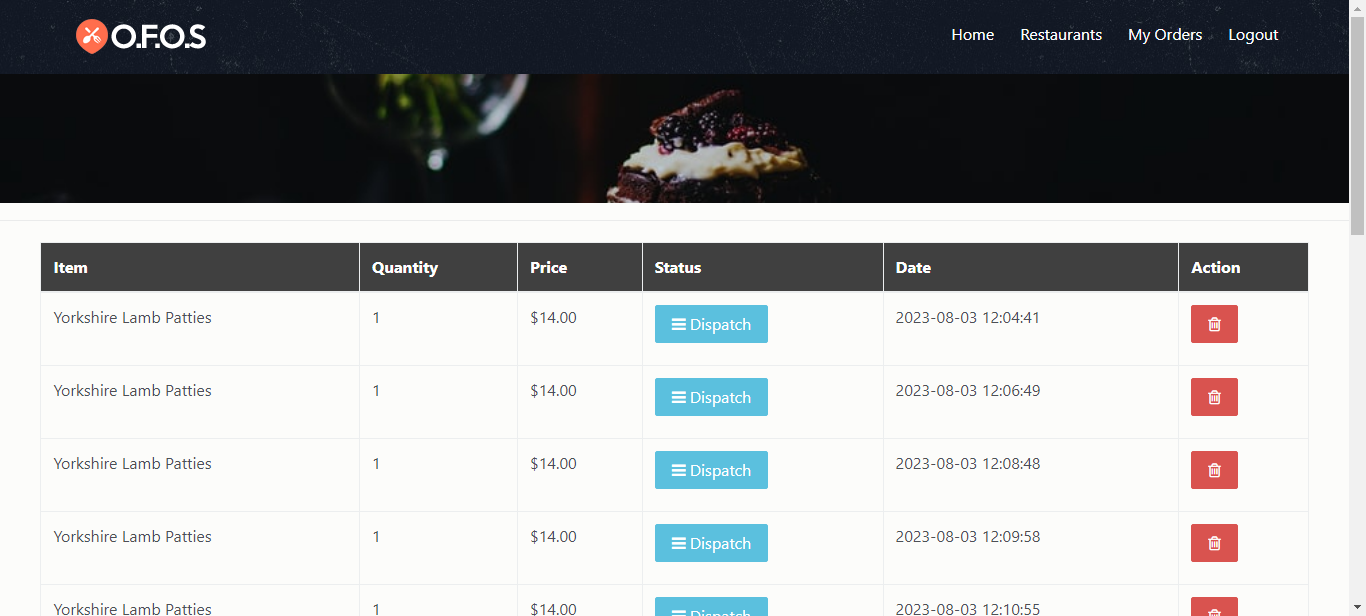 O.F.O.S
Home Restaurants My Orders Logout
Item Quantity Price Status Date Action
Yorkshire Lamb Patties 1 $14.00 Dispatch 2023-08-03 12:04:41
Yorkshire Lamb Patties 1 $14.00 Dispatch 2023-08-03 12:06:49
Yorkshire Lamb Patties 1 $14.00 Dispatch 2023-08-03 12:08:48
Yorkshire Lamb Patties 1 $14.00 Dispatch 2023-08-03 12:09:58
Yorkshire Lamb Patties 1 $14.00 Dispatch 2023-08-03 12:10:55